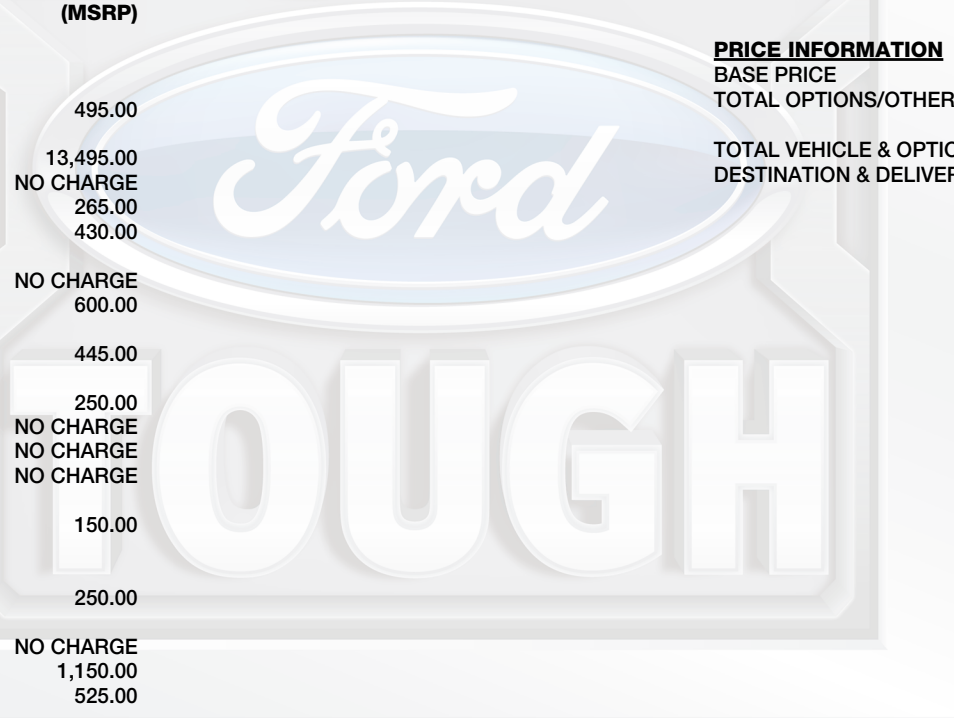 (MSRP)
495.00
13,495.00
NO CHARGE
265.00
430.00
NO CHARGE
600.00
445.00
250.00
NO CHARGE
NO CHARGE
NO CHARGE
150.00
250.00
NO CHARGE
1,150.00
525.00
PRICE INFORMATION
BASE PRICE
TOTAL OPTIONS/OTHER
TOTAL VEHICLE & OPTIO
DESTINATION & DELIVER
Ford
TOUGH